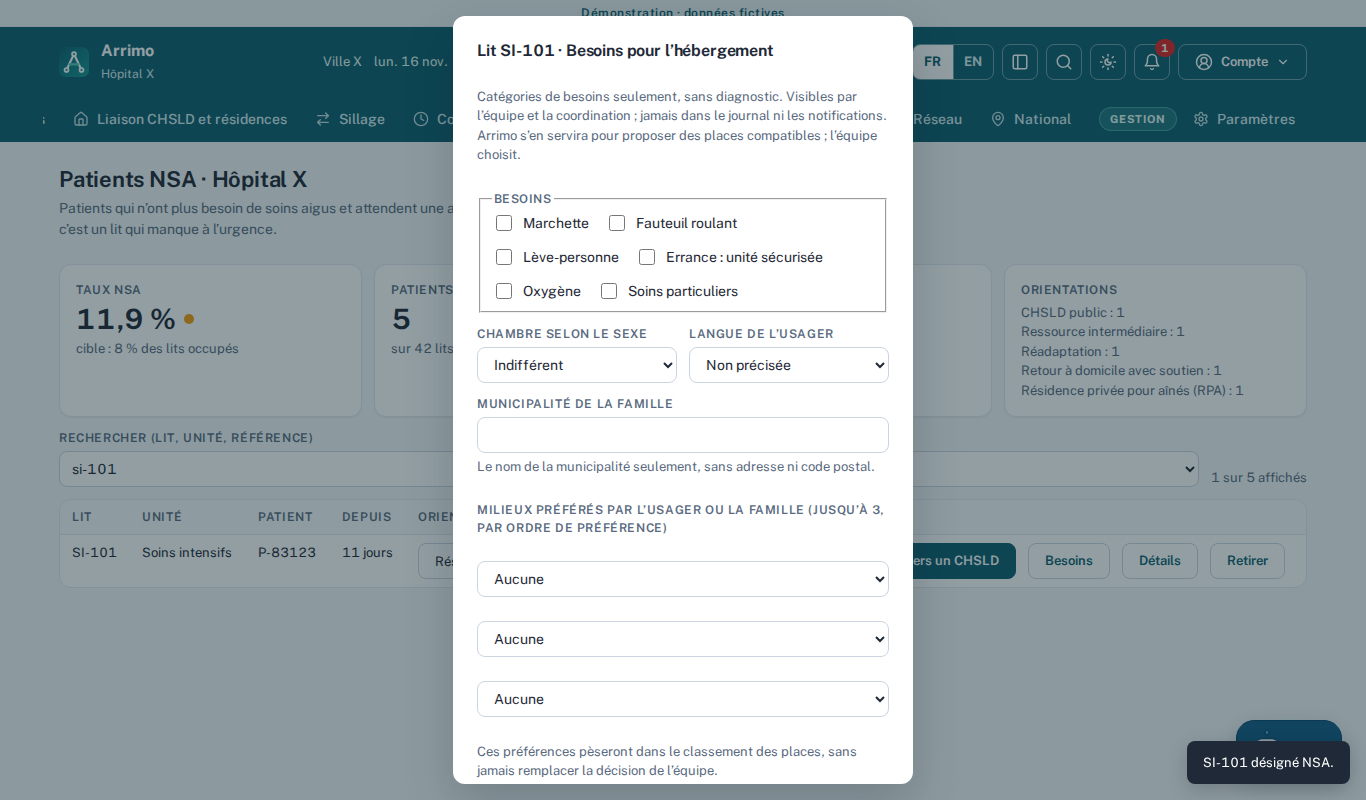 Démonstration · données fictives
Arrimo
Hôpital X
Ville X lun. 16 nov.
FR EN
1
Compte
Liaison CHSLD et résidences
Sillage
Réseau
National
GESTION
Paramètres
Patients NSA · Hôpital X
Patients qui n’ont plus besoin de soins aigus et attendent une
c’est un lit qui manque à l’urgence.
TAUX NSA
11,9 %
cible : 8 % des lits occupés
PATIENTS
5
sur 42 lits
ORIENTATIONS
CHSLD public : 1
Ressource intermédiaire : 1
Réadaptation : 1
Retour à domicile avec soutien : 1
Résidence privée pour aînés (RPA) : 1
RECHERCHER (LIT, UNITÉ, RÉFÉRENCE)
si-101
1 sur 5 affichés
LIT UNITÉ PATIENT DEPUIS
SI-101 Soins intensifs P-83123 11 jours
ers un CHSLD
Besoins
Détails
Retirer
Lit SI-101 · Besoins pour l’hébergement
Catégories de besoins seulement, sans diagnostic. Visibles par
l’équipe et la coordination ; jamais dans le journal ni les notifications.
Arrimo s’en servira pour proposer des places compatibles ; l’équipe
choisit.
BESOINS
Marchette Fauteuil roulant
Lève-personne Errance : unité sécurisée
Oxygène Soins particuliers
CHAMBRE SELON LE SEXE LANGUE DE L’USAGER
Indifférent Non précisée
MUNICIPALITÉ DE LA FAMILLE
Le nom de la municipalité seulement, sans adresse ni code postal.
MILIEUX PRÉFÉRÉS PAR L’USAGER OU LA FAMILLE (JUSQU’À 3,
PAR ORDRE DE PRÉFÉRENCE)
Aucune
Aucune
Aucune
Ces préférences pèseront dans le classement des places, sans
jamais remplacer la décision de l’équipe.
SI-101 désigné NSA.